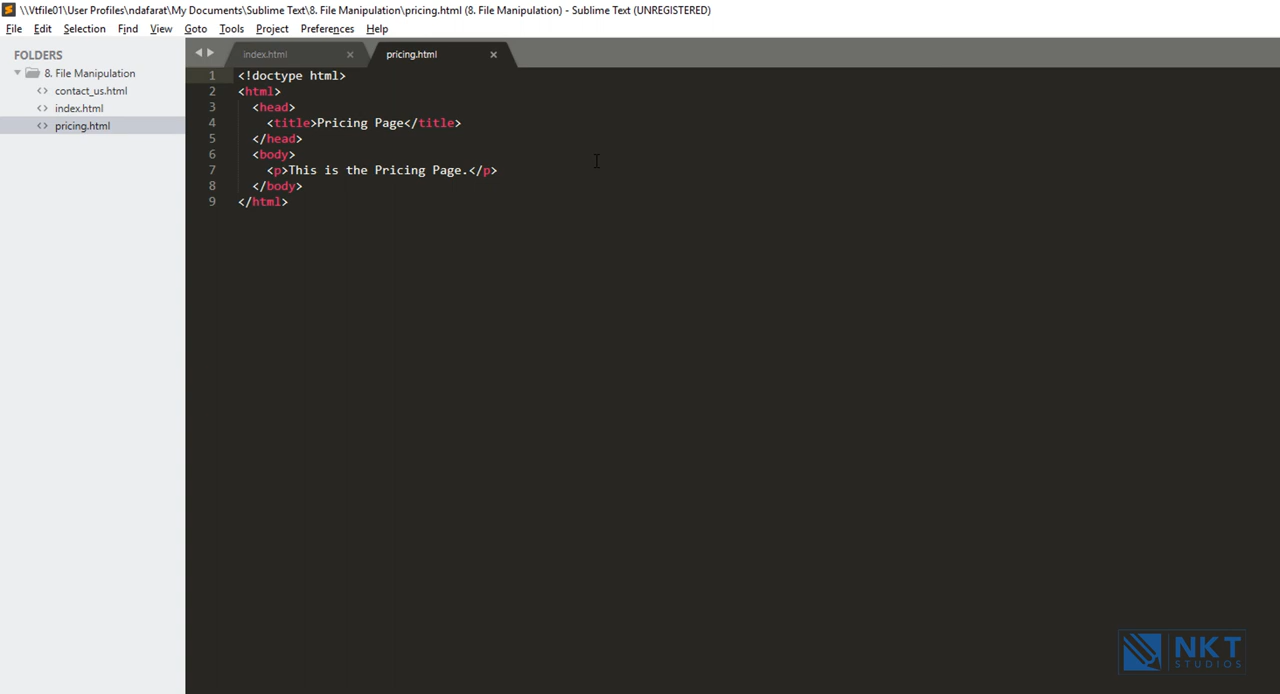 \\Vtfile01\User Profiles\ndafarat\My Documents\Sublime Text\8. File Manipulation\pricing.html (8. File Manipulation) - Sublime Text (UNREGISTERED)
File Edit Selection Find View Goto Tools Project Preferences Help
FOLDERS
8. File Manipulation
contact_us.html
index.html
pricing.html
index.html pricing.html
1 <!doctype html>
2 <html>
3 <head>
4 <title>Pricing Page</title>
5 </head>
6 <body>
7 <p>This is the Pricing Page.</p>
8 </body>
9 </html>
NKT
STUDIOS